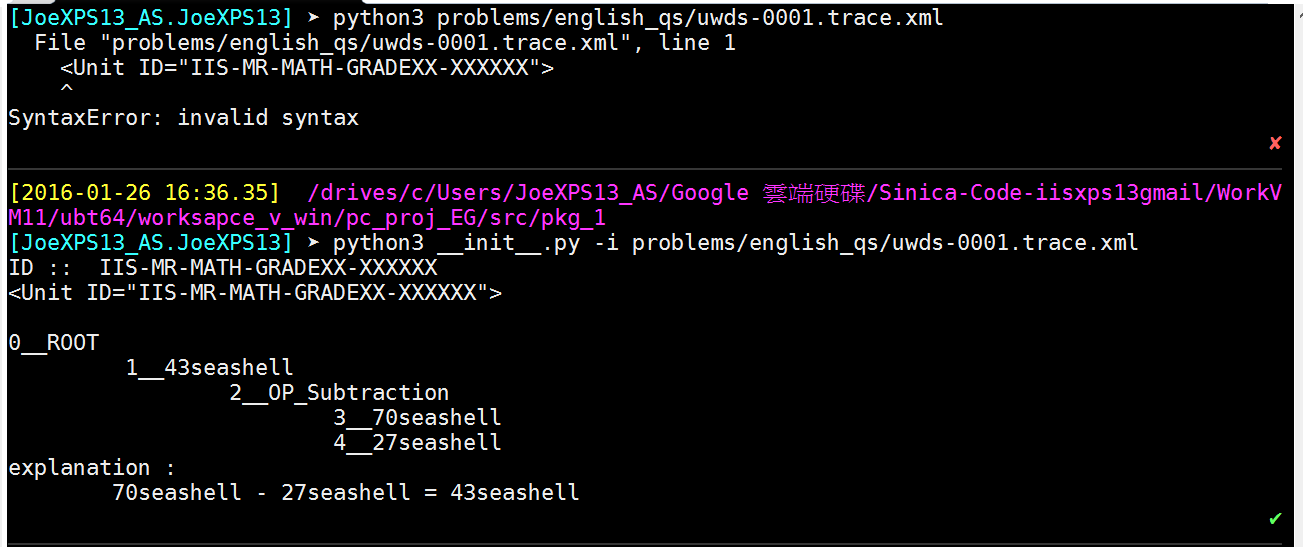 [JoeXPS13_AS.JoeXPS13] ➤ python3 problems/english_qs/uwds-0001.trace.xml
File "problems/english_qs/uwds-0001.trace.xml", line 1
<Unit ID="IIS-MR-MATH-GRADEXX-XXXXXX">
^
SyntaxError: invalid syntax
✘
[2016-01-26 16:36.35] /drives/c/Users/JoeXPS13_AS/Google 雲端硬碟/Sinica-Code-iisxps13gmail/WorkV
M11/ubt64/worksapce_v_win/pc_proj_EG/src/pkg_1
[JoeXPS13_AS.JoeXPS13] ➤ python3 __init__.py -i problems/english_qs/uwds-0001.trace.xml
ID :: IIS-MR-MATH-GRADEXX-XXXXXX
<Unit ID="IIS-MR-MATH-GRADEXX-XXXXXX">
0__ROOT
1__43seashell
2__OP_Subtraction
3__70seashell
4__27seashell
explanation :
70seashell - 27seashell = 43seashell
✔